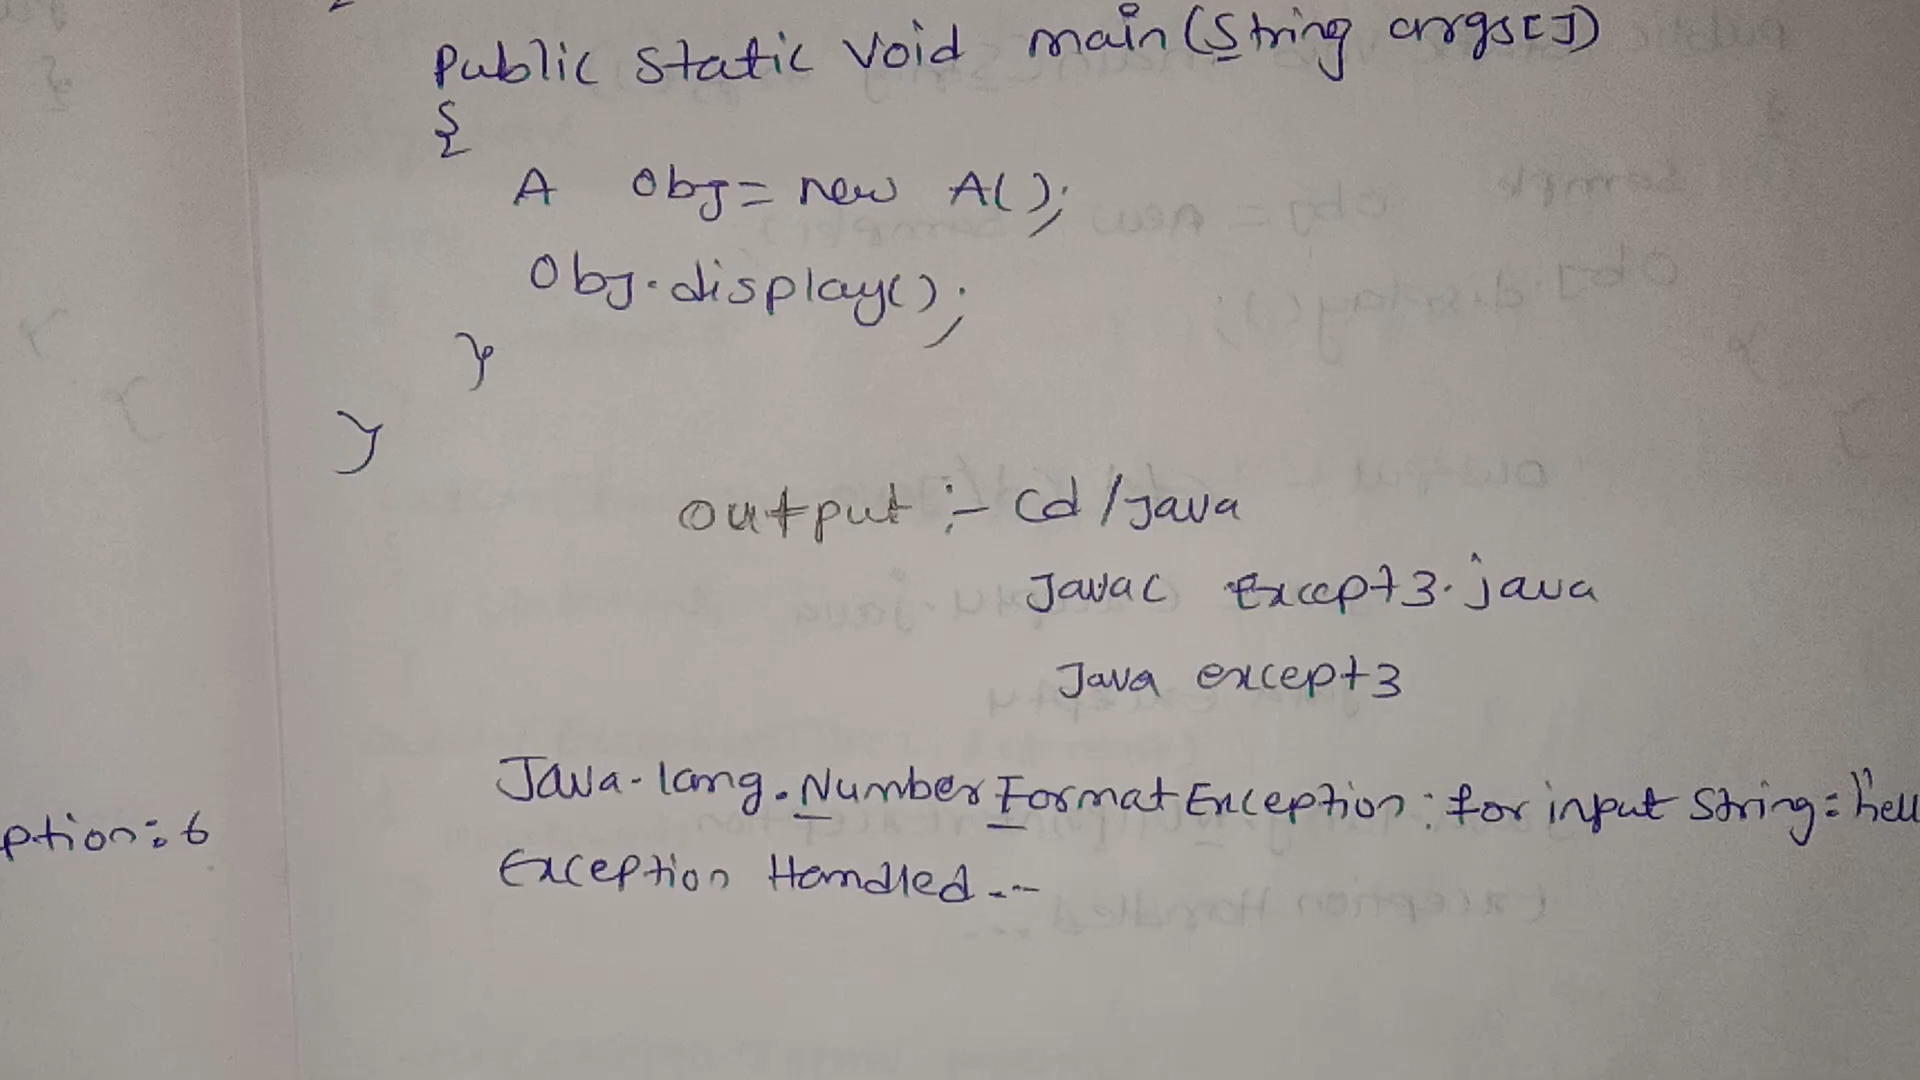 public static void main(String args[])
{
A obj = new A();
obj.display();
}
}
output :- cd /java
Javac Except3.java
Java except3
Java.lang.NumberFormatException: for input string = "hell
Exception Handled ...
ption: 6